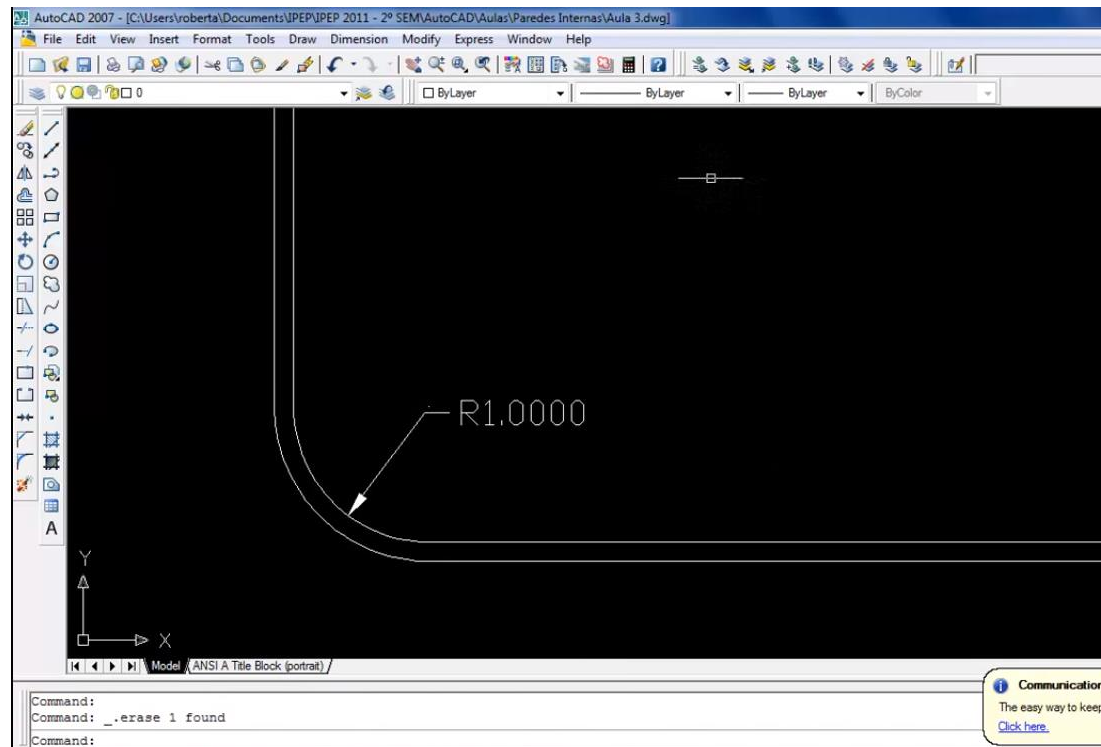 AutoCAD 2007 - [C:\Users\roberta\Documents\IPEP\IPEP 2011 - 2º SEM\AutoCAD\Aulas\Paredes Internas\Aula 3.dwg]
File Edit View Insert Format Tools Draw Dimension Modify Express Window Help
0 ByLayer ByLayer ByLayer ByColor
R1.0000
A
Y
X
Model ANSI A Title Block (portrait)
Communication
Command:
The easy way to keep
Command: _.erase 1 found
Click here.
Command: